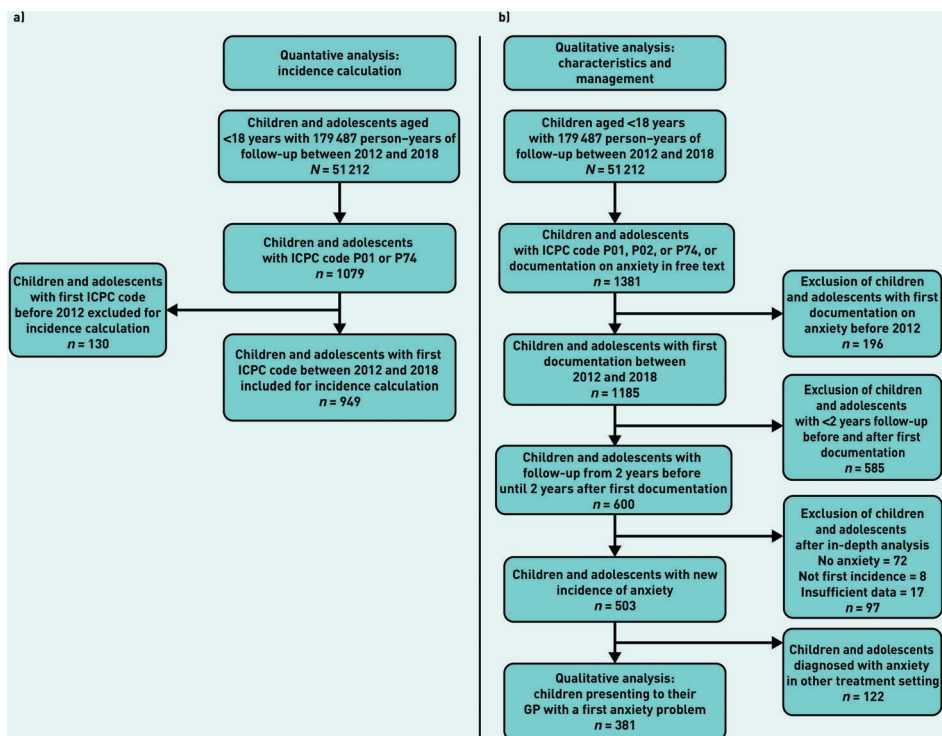 a)
Quantative analysis:
incidence calculation
Children and adolescents aged
<18 years with 179 487 person–years of
follow-up between 2012 and 2018
N = 51 212
Children and adolescents
with ICPC code P01 or P74
n = 1079
Children and adolescents
with first ICPC code
before 2012 excluded for
incidence calculation
n = 130
Children and adolescents with first
ICPC code between 2012 and 2018
included for incidence calculation
n = 949
b)
Qualitative analysis:
characteristics and
management
Children aged <18 years
with 179 487 person–years of
follow-up between 2012 and 2018
N = 51 212
Children and adolescents
with ICPC code P01, P02, or P74, or
documentation on anxiety in free text
n = 1381
Exclusion of children
and adolescents with first
documentation on
anxiety before 2012
n = 196
Children and adolescents with first
documentation between
2012 and 2018
n = 1185
Exclusion of children
and adolescents
with <2 years follow-up
before and after first
documentation
n = 585
Children and adolescents with
follow-up from 2 years before
until 2 years after first documentation
n = 600
Exclusion of children
and adolescents
after in-depth analysis
No anxiety = 72
Not first incidence = 8
Insufficient data = 17
n = 97
Children and adolescents with new
incidence of anxiety
n = 503
Children and adolescents
diagnosed with anxiety
in other treatment setting
n = 122
Qualitative analysis:
children presenting to their
GP with a first anxiety problem
n = 381